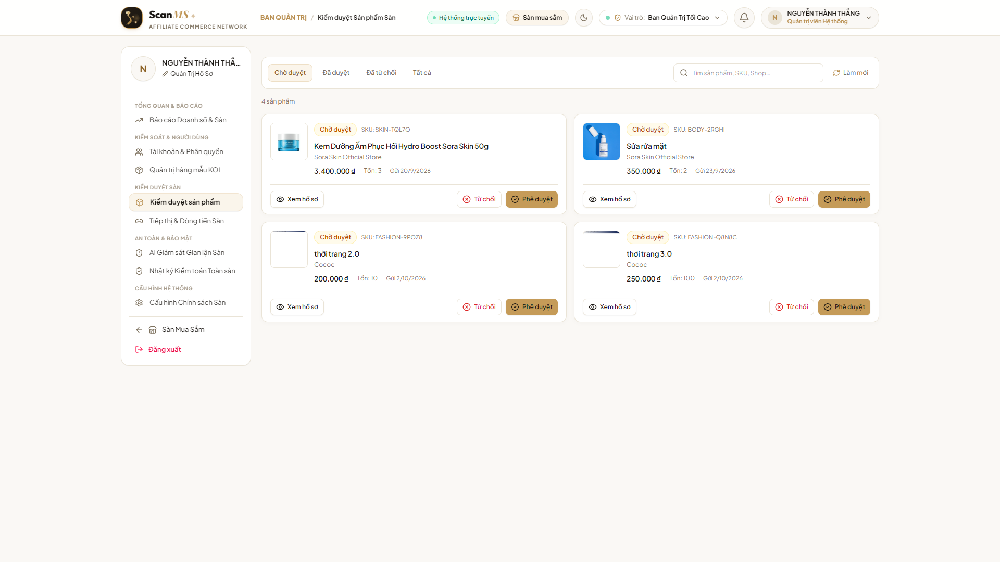 ScanMS+
AFFILIATE COMMERCE NETWORK
BAN QUẢN TRỊ / Kiểm duyệt Sản phẩm Sàn
Hệ thống trực tuyến
Sàn mua sắm
Vai trò: Ban Quản Trị Tối Cao
N
NGUYỄN THÀNH THẮNG
Quản trị viên Hệ thống
N
NGUYỄN THÀNH THẮ...
Quản Trị Hồ Sơ
TỔNG QUAN & BÁO CÁO
Báo cáo Doanh số & Sàn
KIỂM SOÁT & NGƯỜI DÙNG
Tài khoản & Phân quyền
Quản trị hàng mẫu KOL
KIỂM DUYỆT SÀN
Kiểm duyệt sản phẩm
Tiếp thị & Dòng tiền Sàn
AN TOÀN & BẢO MẬT
AI Giám sát Gian lận Sàn
Nhật ký Kiểm toán Toàn sàn
CẤU HÌNH HỆ THỐNG
Cấu hình Chính sách Sàn
Sàn Mua Sắm
Đăng xuất
Chờ duyệt Đã duyệt Đã từ chối Tất cả
Tìm sản phẩm, SKU, Shop...
Làm mới
4 sản phẩm
Chờ duyệt SKU: SKIN-TQL7O
Kem Dưỡng Ẩm Phục Hồi Hydro Boost Sora Skin 50g
Sora Skin Official Store
3.400.000 ₫ Tồn: 3 Gửi 20/9/2026
Xem hồ sơ Từ chối Phê duyệt
Chờ duyệt SKU: BODY-2RGHI
Sửa rửa mặt
Sora Skin Official Store
350.000 ₫ Tồn: 2 Gửi 23/9/2026
Xem hồ sơ Từ chối Phê duyệt
Chờ duyệt SKU: FASHION-9POZ8
thời trang 2.0
Cococ
200.000 ₫ Tồn: 10 Gửi 2/10/2026
Xem hồ sơ Từ chối Phê duyệt
Chờ duyệt SKU: FASHION-Q8N8C
thơi trang 3.0
Cococ
250.000 ₫ Tồn: 100 Gửi 2/10/2026
Xem hồ sơ Từ chối Phê duyệt